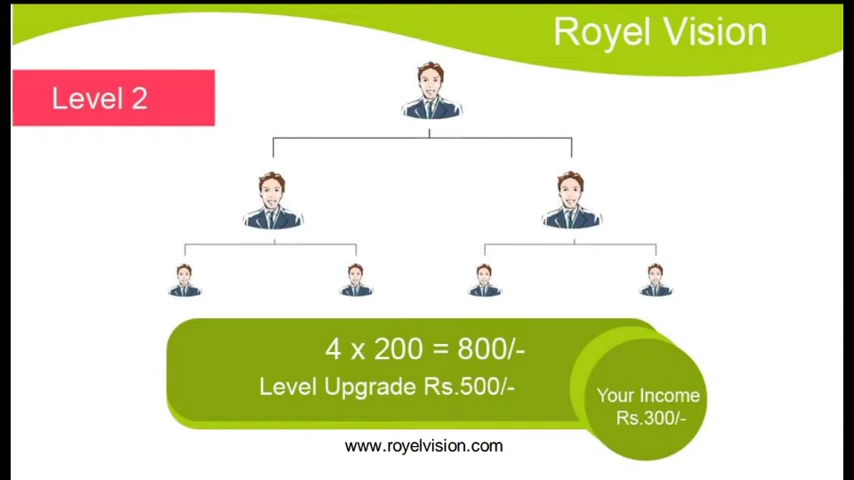 Royel Vision
Level 2
4 x 200 = 800/-
Level Upgrade Rs.500/-
Your Income
Rs.300/-
www.royelvision.com